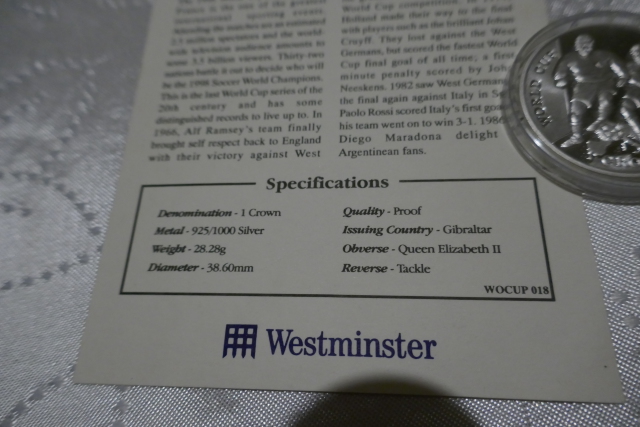 International sporting events.
2.5 million spectators and the world-
wide television audience amounts to
some 3.5 billion viewers. Thirty-two
nations battle it out to decide who will
be the 1998 Soccer World Champions.
This is the last World Cup series of the
20th century and has some
distinguished records to live up to. In
1966, Alf Ramsey's team finally
brought self respect back to England
with their victory against West
World Cup competition.
Holland made their way to the final
with players such as the brilliant Johan
Cruyff. They lost against the West
Germans, but scored the fastest World
Cup final goal of all time; a first
minute penalty scored by Joh
Neeskens. 1982 saw West German
the final again against Italy in Se
Paolo Rossi scored Italy's first goa
his team went on to win 3-1. 1986
Diego Maradona delight
Argentinean fans.
WORLD CUP
Specifications
Denomination - 1 Crown
Metal - 925/1000 Silver
Weight - 28.28g
Diameter - 38.60mm
Quality - Proof
Issuing Country - Gibraltar
Obverse - Queen Elizabeth II
Reverse - Tackle
WOCUP 018
Westminster